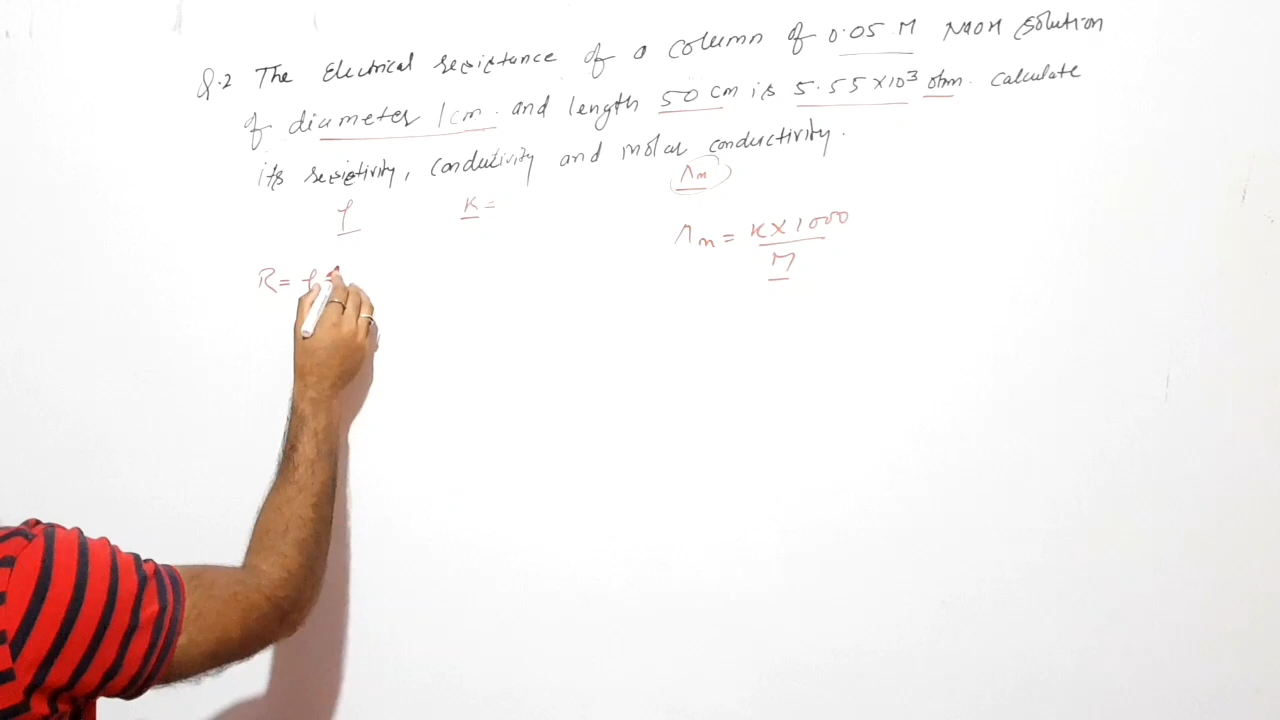 Q.2 The Electrical resistance of a column of 0.05 M NaOH solution
of diameter 1cm. and length 50 cm is 5.55×10³ ohm. Calculate
its resistivity, condutivity and molar conductivity.
Λm
ρ K =
Λm = K×1000
M
R = ρ